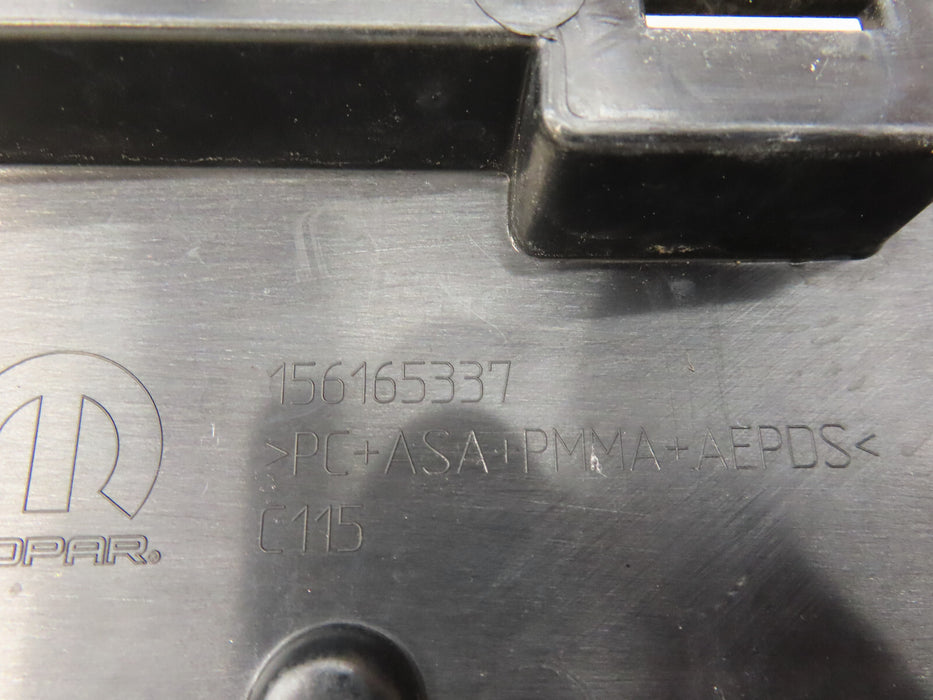 156165337
>PC+ASA+PMMA+AEPDS<
C115
OPAR®